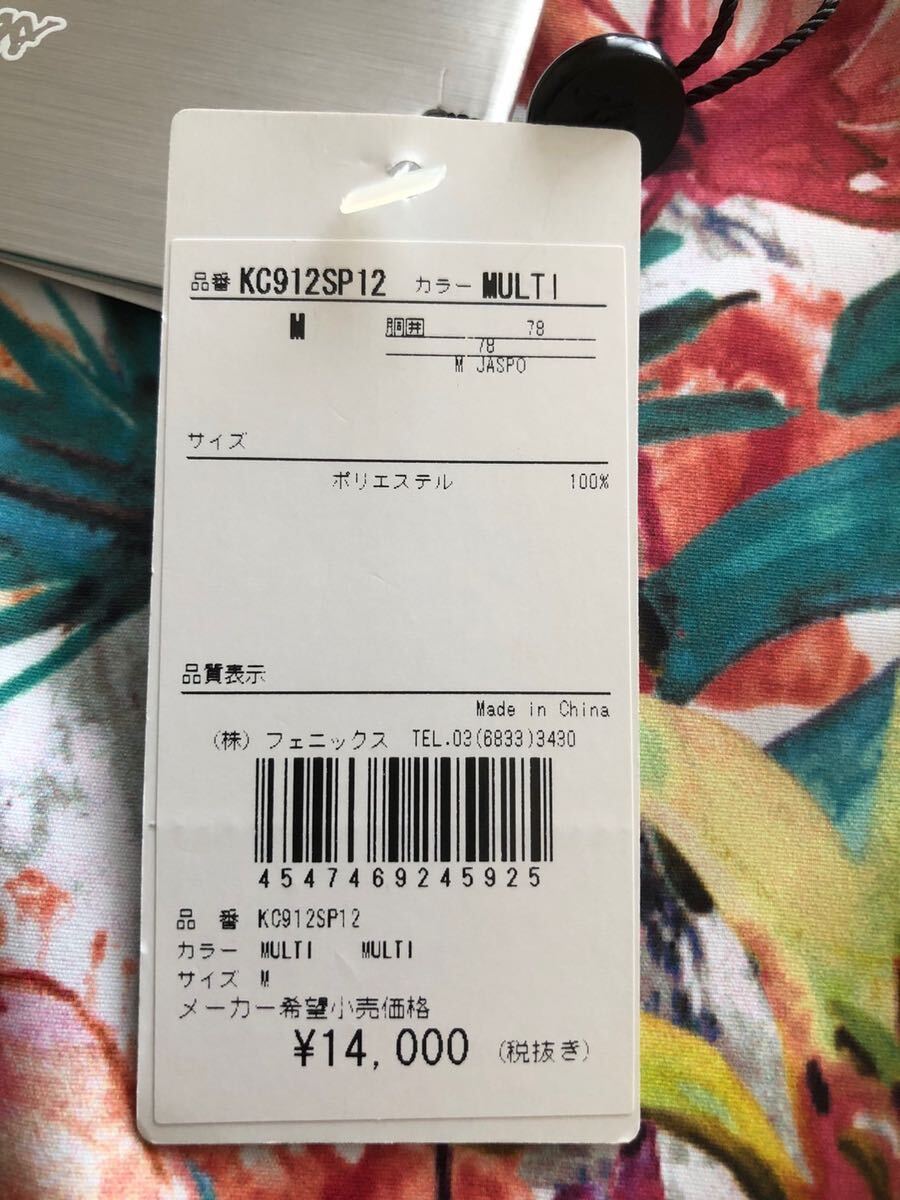 品番 KC912SP12 カラー MULTI
M 胴囲 78
78
M JASPO
サイズ
ポリエステル 100%
品質表示
Made in China
(株) フェニックス TEL.03(6833)3430
4547469245925
品 番 KC912SP12
カラー MULTI MULTI
サイズ M
メーカー希望小売価格
¥14,000 (税抜き)